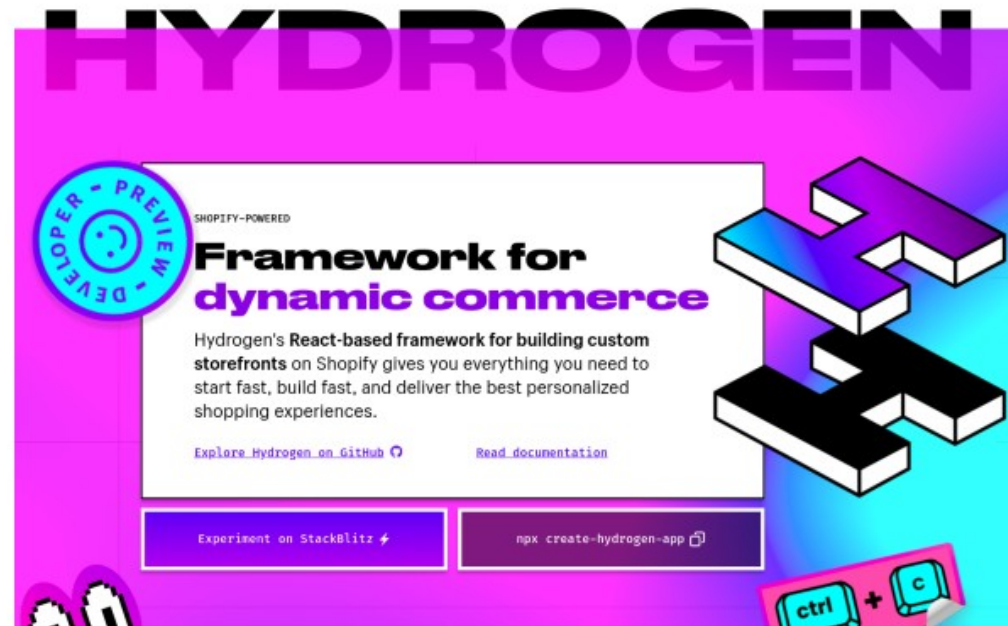 HYDROGEN
DEVELOPER - PREVIEW -
SHOPIFY-POWERED
Framework for
dynamic commerce
Hydrogen's React-based framework for building custom
storefronts on Shopify gives you everything you need to
start fast, build fast, and deliver the best personalized
shopping experiences.
Explore Hydrogen on GitHub
Read documentation
Experiment on StackBlitz
npx create-hydrogen-app
ctrl + c